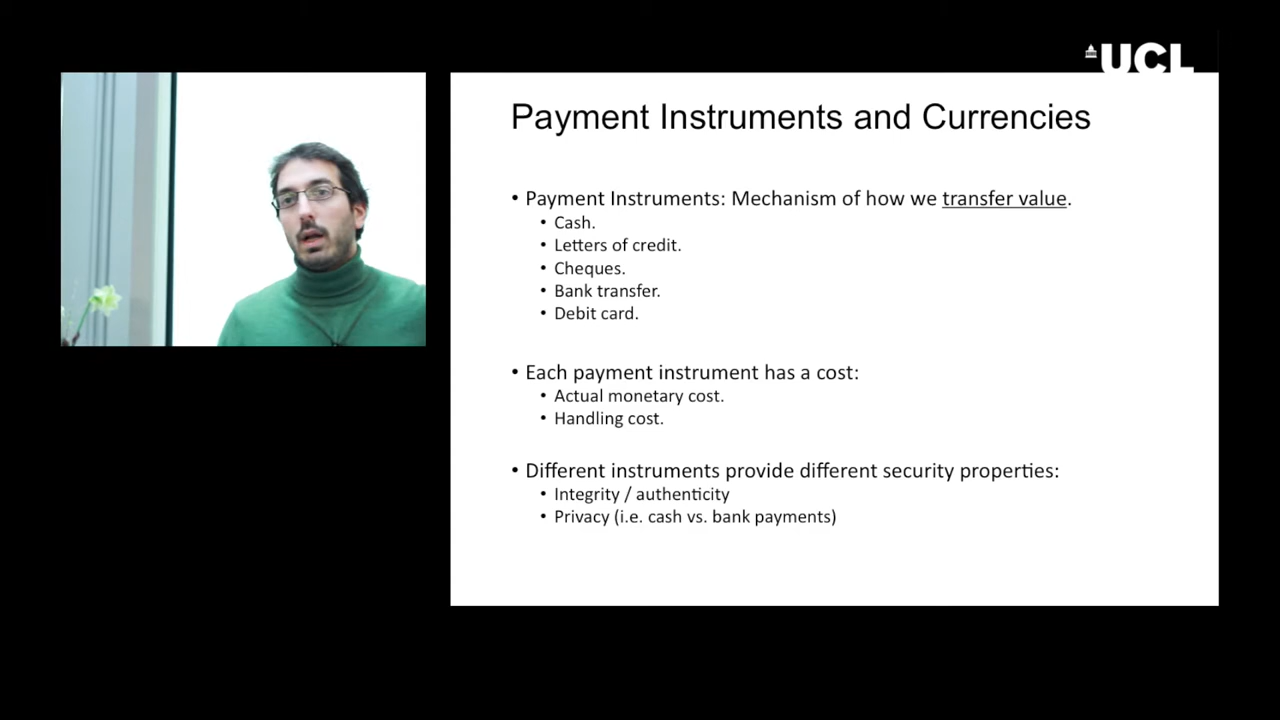 UCL
Payment Instruments and Currencies
• Payment Instruments: Mechanism of how we transfer value.
• Cash.
• Letters of credit.
• Cheques.
• Bank transfer.
• Debit card.
• Each payment instrument has a cost:
• Actual monetary cost.
• Handling cost.
• Different instruments provide different security properties:
• Integrity / authenticity
• Privacy (i.e. cash vs. bank payments)